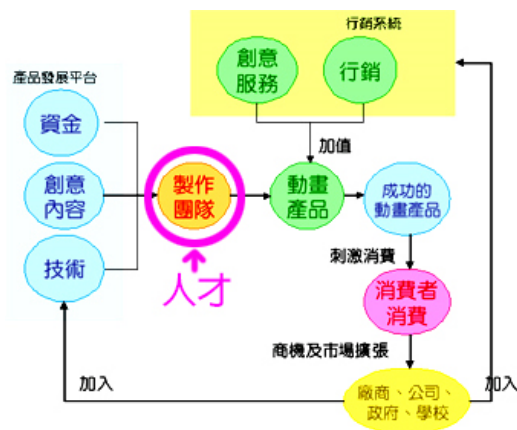 行銷系統
創意
服務
行銷
產品發展平台
資金
創意
內容
技術
加值
製作
團隊
動畫
產品
成功的
動畫產品
人才
刺激消費
消費者
消費
商機及市場擴張
加入
廠商、公司、
政府、學校
加入